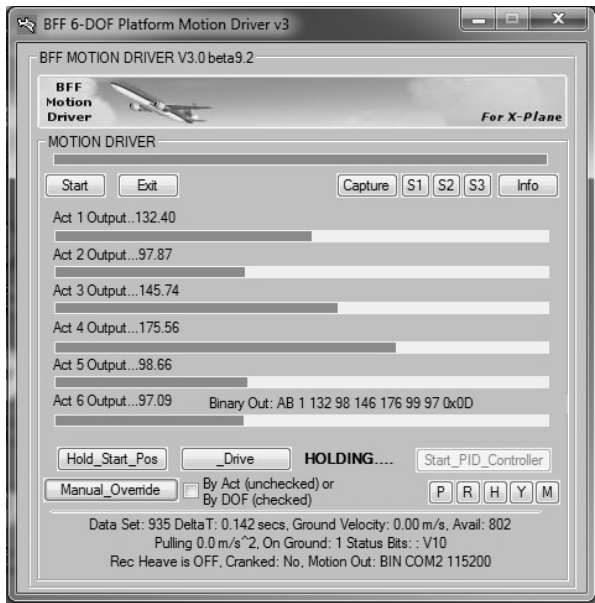 BFF 6-DOF Platform Motion Driver v3
BFF MOTION DRIVER V3.0 beta9.2
BFF
Motion
Driver
For X-Plane
MOTION DRIVER
Start Exit Capture S1 S2 S3 Info
Act 1 Output..132.40
Act 2 Output...97.87
Act 3 Output...145.74
Act 4 Output...175.56
Act 5 Output...98.66
Act 6 Output...97.09 Binary Out: AB 1 132 98 146 176 99 97 0x0D
Hold_Start_Pos _Drive HOLDING.... Start_PID_Controller
Manual_Override By Act (unchecked) or
By DOF (checked)
P R H Y M
Data Set: 935 DeltaT: 0.142 secs, Ground Velocity: 0.00 m/s, Avail: 802
Pulling 0.0 m/s^2, On Ground: 1 Status Bits: : V10
Rec Heave is OFF, Cranked: No, Motion Out: BIN COM2 115200